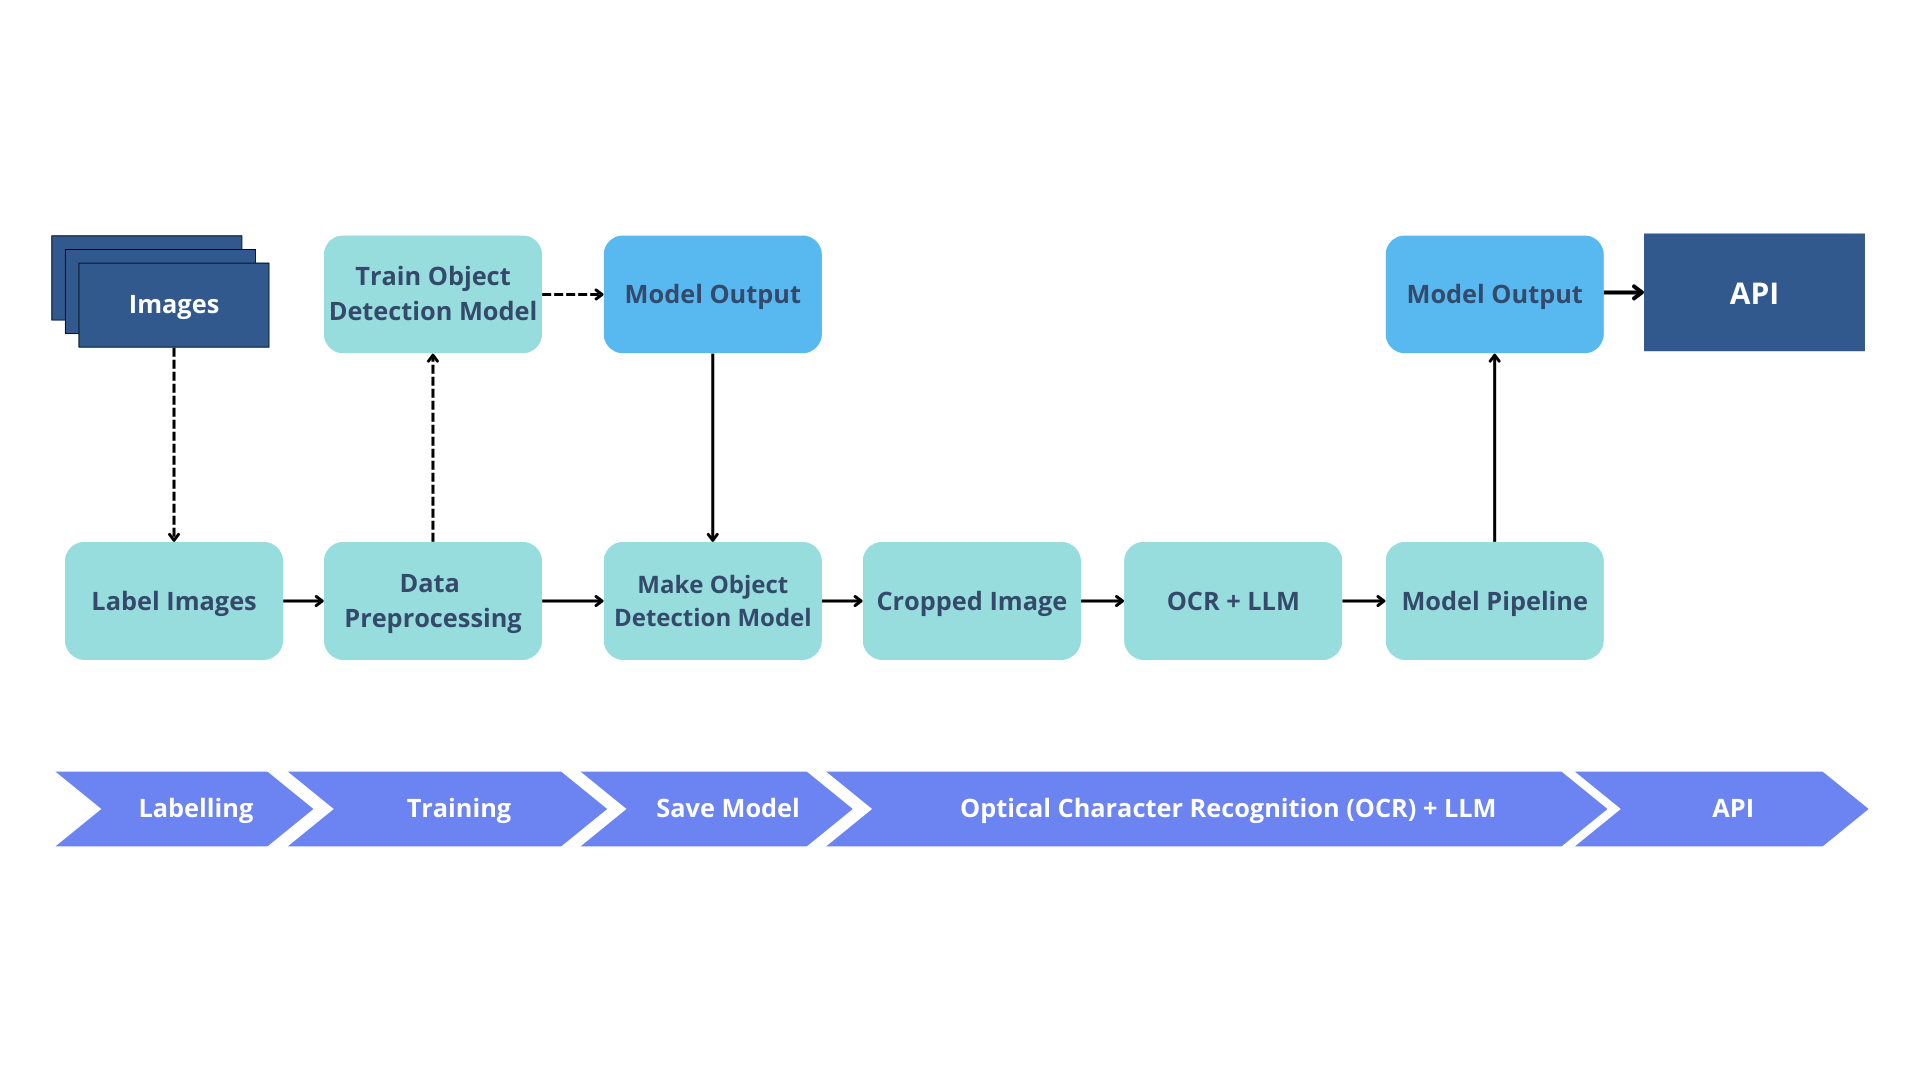 Images
Train Object
Detection Model
Model Output
Model Output
API
Label Images
Data
Preprocessing
Make Object
Detection Model
Cropped Image
OCR + LLM
Model Pipeline
Labelling
Training
Save Model
Optical Character Recognition (OCR) + LLM
API